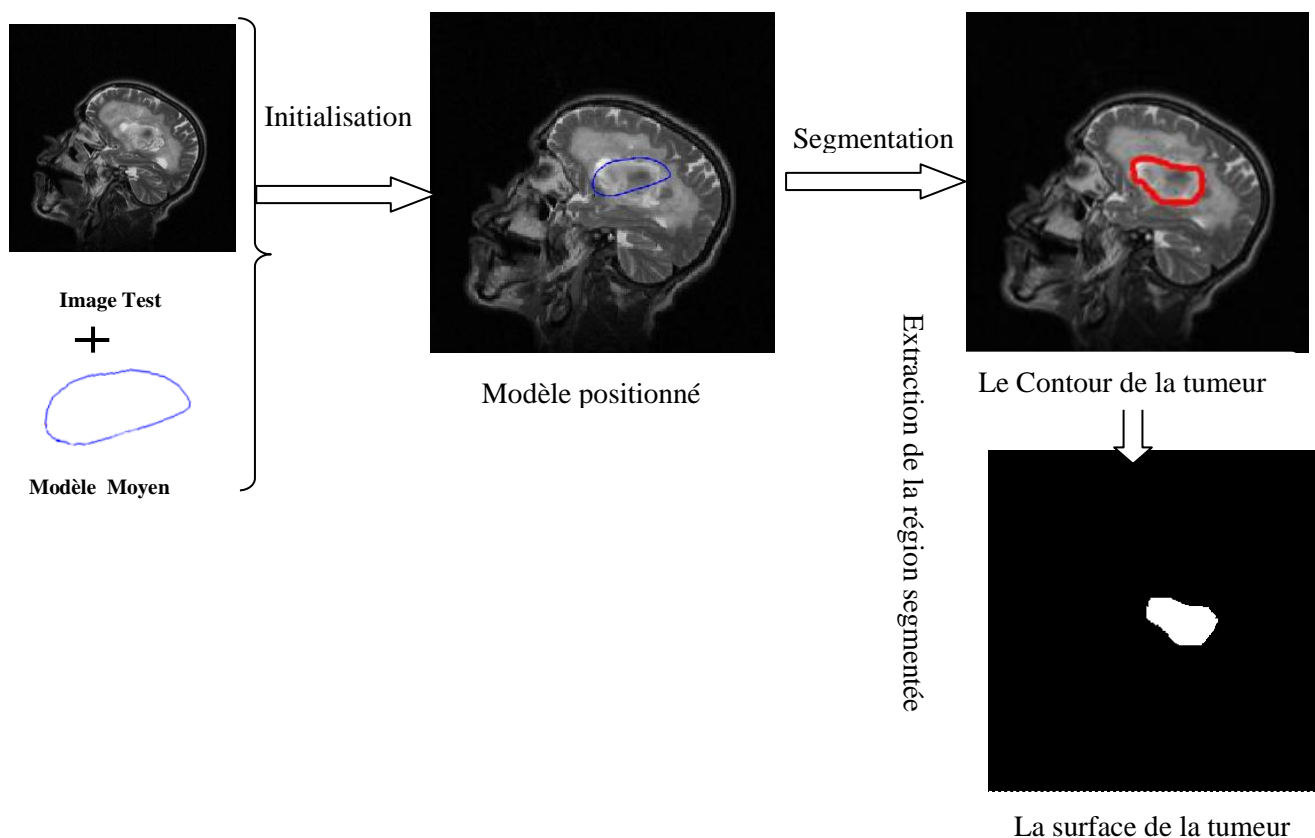 Initialisation
Segmentation
Image Test
+
Modèle Moyen
Modèle positionné
Le Contour de la tumeur
Extraction de la région segmentée
La surface de la tumeur